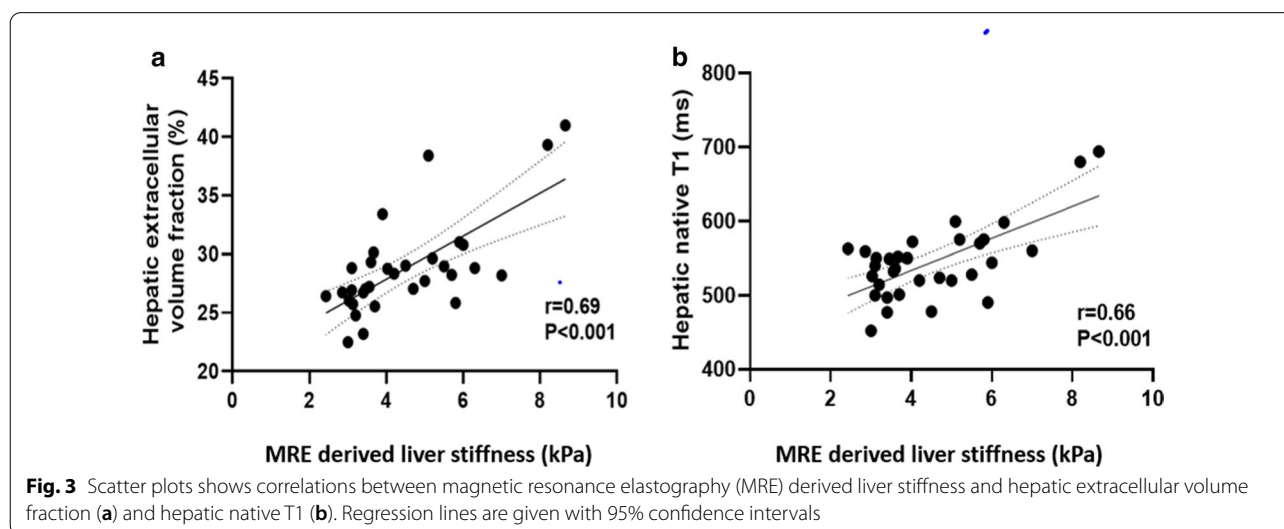 a
Hepatic extracellular
volume fraction (%)
45
40
35
30
25
20
0 2 4 6 8 10
r=0.69
P<0.001
MRE derived liver stiffness (kPa)
b
Hepatic native T1 (ms)
800
700
600
500
400
0 2 4 6 8 10
r=0.66
P<0.001
MRE derived liver stiffness (kPa)
Fig. 3 Scatter plots shows correlations between magnetic resonance elastography (MRE) derived liver stiffness and hepatic extracellular volume
fraction (a) and hepatic native T1 (b). Regression lines are given with 95% confidence intervals